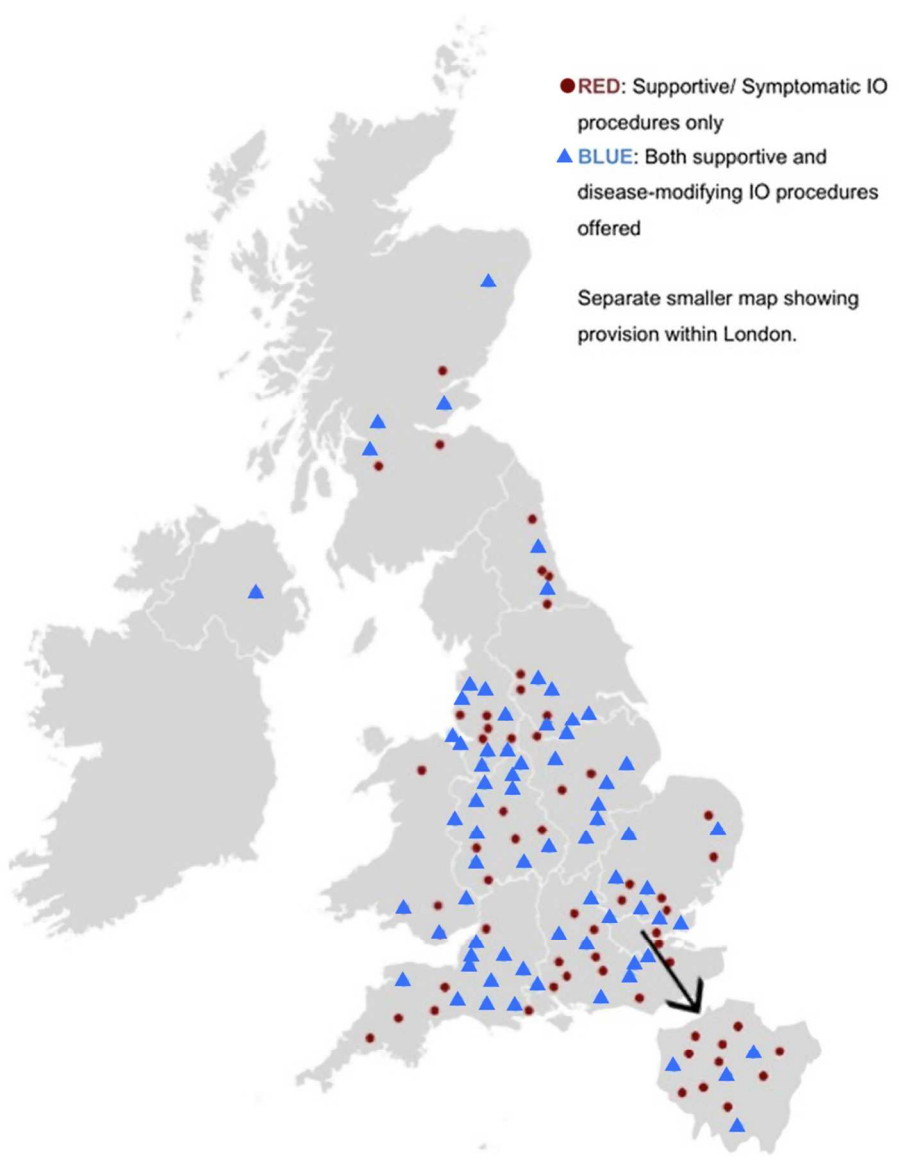 RED: Supportive/ Symptomatic IO
procedures only
BLUE: Both supportive and
disease-modifying IO procedures
offered
Separate smaller map showing
provision within London.